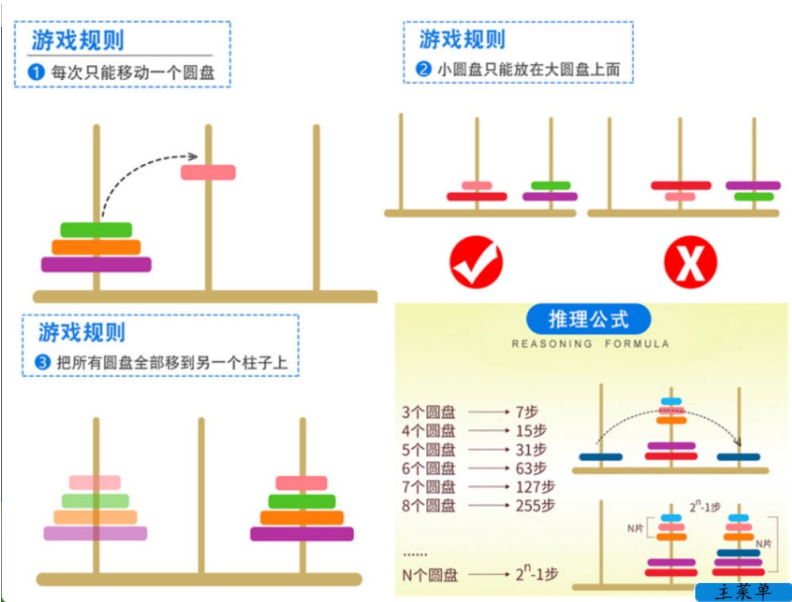 游戏规则
1 每次只能移动一个圆盘
游戏规则
2 小圆盘只能放在大圆盘上面
游戏规则
3 把所有圆盘全部移到另一个柱子上
推理公式
REASONING FORMULA
3个圆盘 → 7步
4个圆盘 → 15步
5个圆盘 → 31步
6个圆盘 → 63步
7个圆盘 → 127步
8个圆盘 → 255步
......
N个圆盘 → 2ⁿ-1步
2ⁿ-1步
N片
N片
主菜单